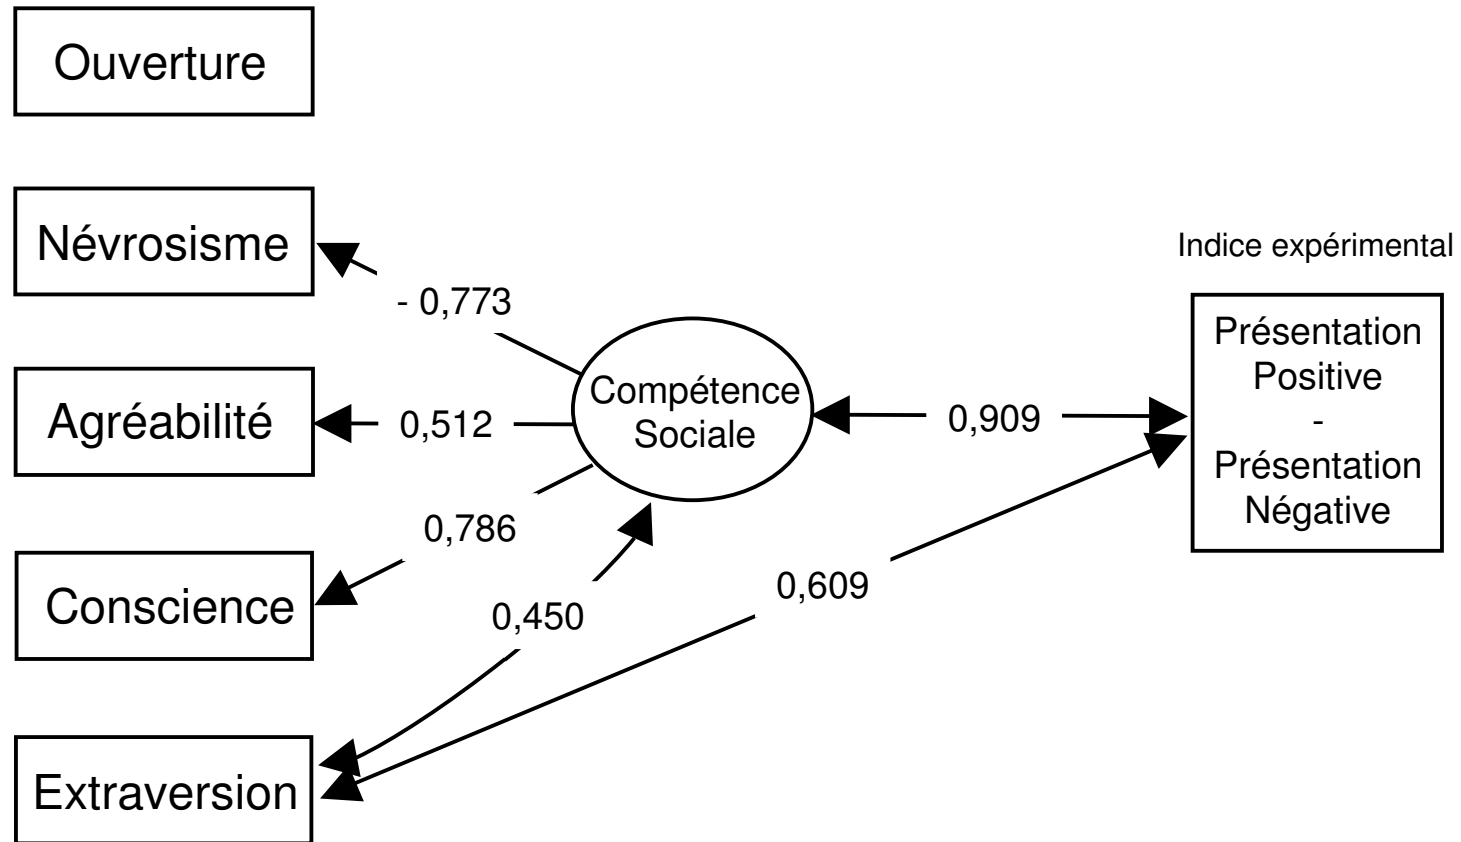 Ouverture
Névrosisme
Indice expérimental
- 0,773
Présentation
Positive
-
Présentation
Négative
Compétence
Sociale
Agréabilité
0,512
0,909
0,786
Conscience
0,450
0,609
Extraversion